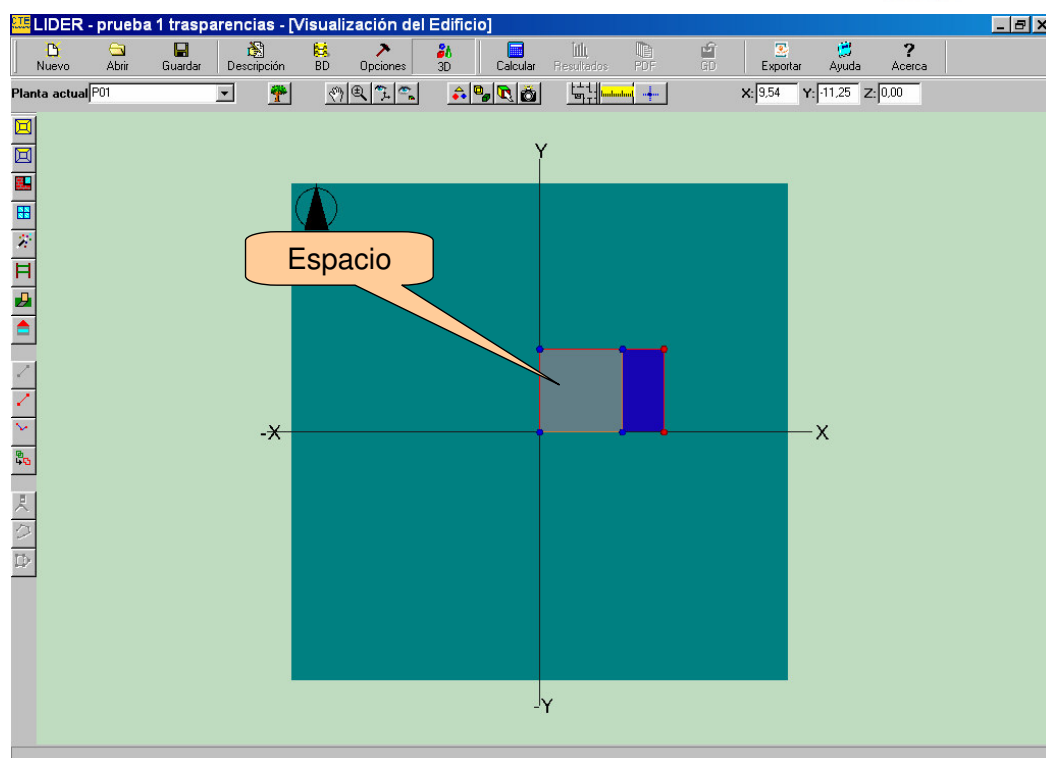 CTE LIDER - prueba 1 trasparencias - [Visualización del Edificio]
Nuevo Abrir Guardar Descripción BD Opciones 3D Calcular Resultados PDF GD Exportar Ayuda ? Acerca
Planta actual P01 X: 9,54 Y: -11,25 Z: 0,00
Y
Espacio
-X X
-Y